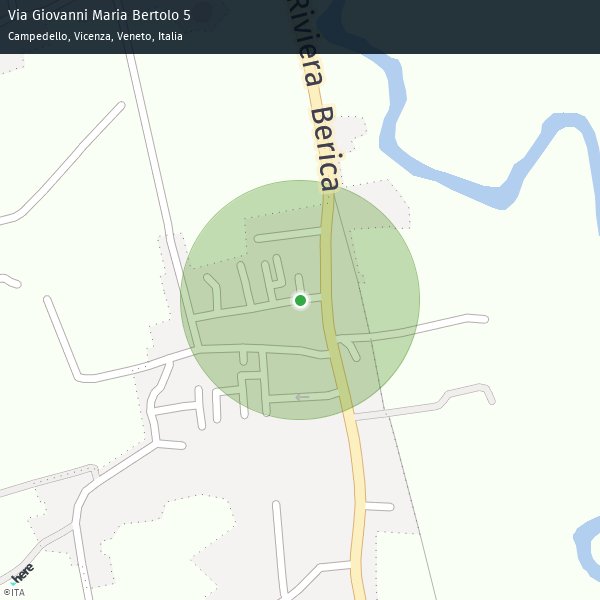 Via Giovanni Maria Bertolo 5
Campedello, Vicenza, Veneto, Italia
Riviera Berica
here
©ITA